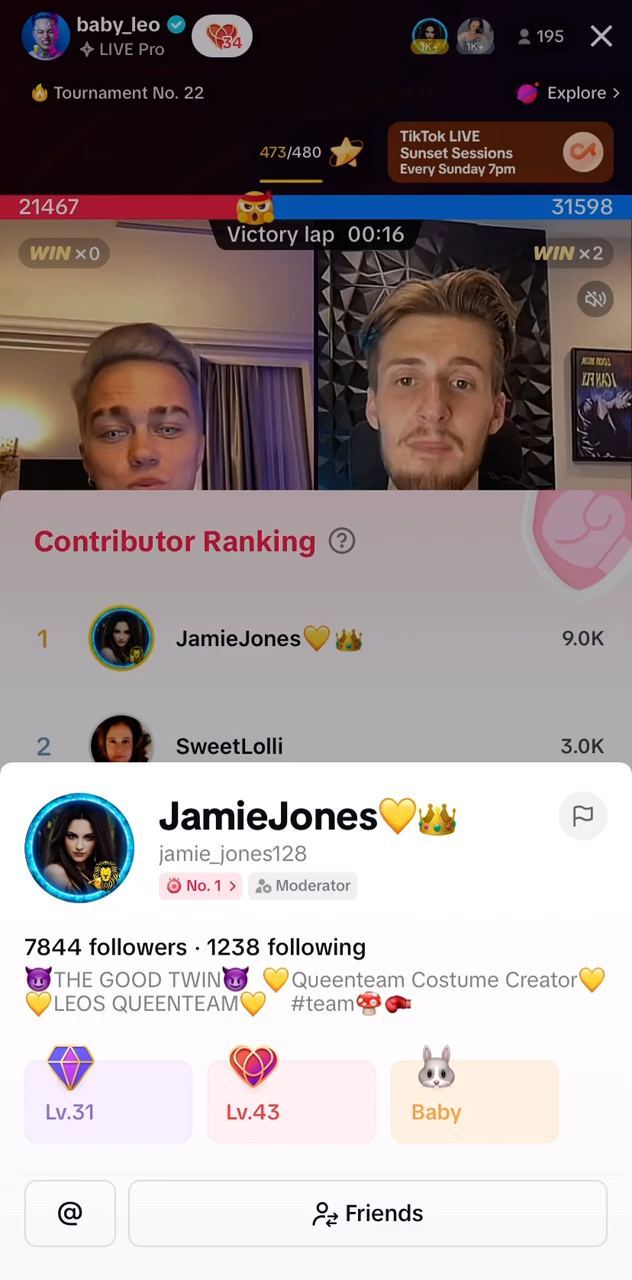 baby_leo
LIVE Pro
34
1K+
1K+
195
Tournament No. 22
Explore >
473/480
TikTok LIVE
Sunset Sessions
Every Sunday 7pm
21467
31598
Victory lap 00:16
WIN ×0
WIN ×2
Contributor Ranking ?
1
JamieJones💛👑
9.0K
2
SweetLolli
3.0K
JamieJones💛👑
jamie_jones128
No. 1 >
Moderator
7844 followers · 1238 following
😈THE GOOD TWIN😈 💛Queenteam Costume Creator💛
💛LEOS QUEENTEAM💛 #team🍄🥊
Lv.31
Lv.43
Baby
@
Friends